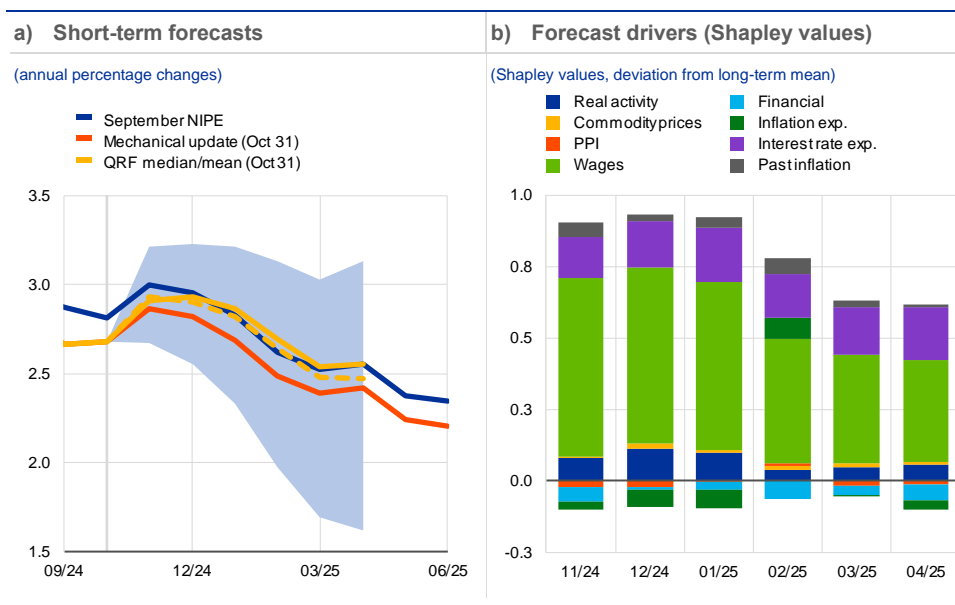 a) Short-term forecasts
(annual percentage changes)
September NIPE
Mechanical update (Oct 31)
QRF median/mean (Oct 31)
3.5
3.0
2.5
2.0
1.5
09/24 12/24 03/25 06/25
b) Forecast drivers (Shapley values)
(Shapley values, deviation from long-term mean)
Real activity Financial
Commodity prices Inflation exp.
PPI Interest rate exp.
Wages Past inflation
1.0
0.8
0.5
0.3
0.0
-0.3
11/24 12/24 01/25 02/25 03/25 04/25